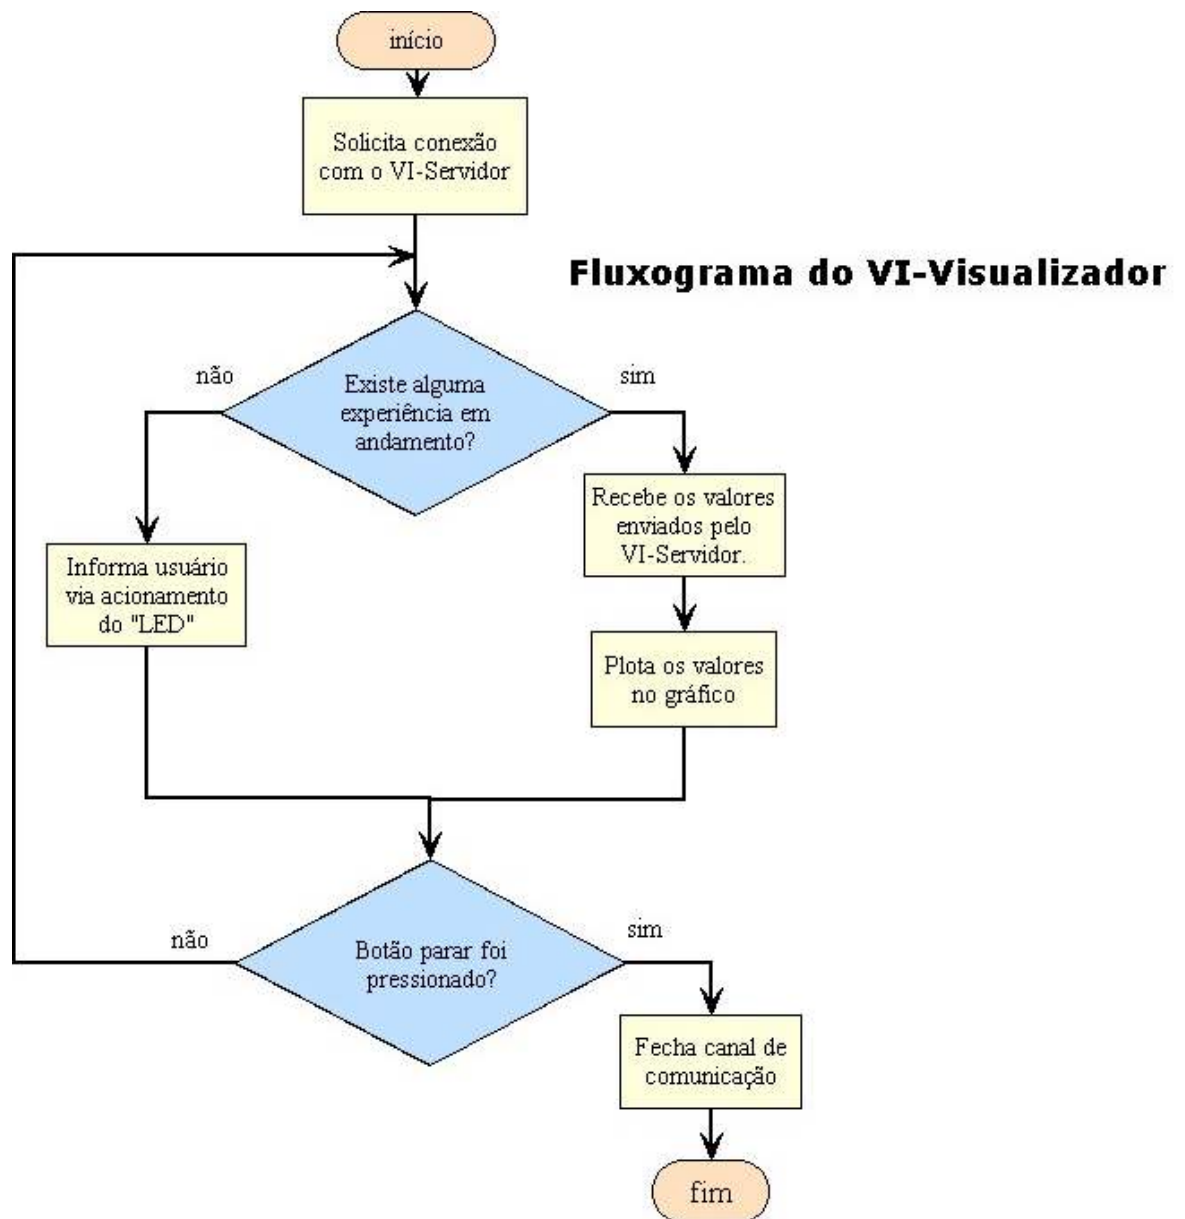 início
Solicita conexão
com o VI-Servidor
Fluxograma do VI-Visualizador
não
sim
Existe alguma
experiência em
andamento?
Recebe os valores
enviados pelo
VI-Servidor.
Informa usuário
via acionamento
do "LED"
Plota os valores
no gráfico
não
sim
Botão parar foi
pressionado?
Fecha canal de
comunicação
fim